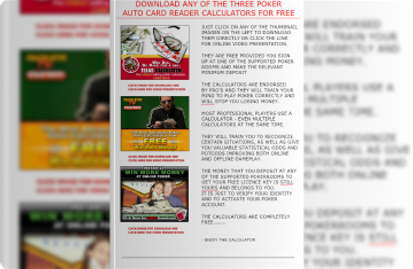 DOWNLOAD ANY OF THE THREE POKER
AUTO CARD READER CALCULATORS FOR FREE
JUST CLICK ON ANY OF THE THUMBNAIL
IMAGES ON THE LEFT TO DOWNLOAD
THEM DIRECTLY OR CLICK THE LINK
FOR ONLINE VIDEO PRESENTATION.
THEY ARE FREE PROVIDED YOU SIGN
UP AT ONE OF THE SUPPORTED POKER
ROOMS AND MAKE THE RELEVANT
MINIMUM DEPOSIT
THE CALCULATORS ARE ENDORSED
BY PRO'S AND THEY WILL TRAIN YOUR
MIND TO PLAY POKER CORRECTLY AND
WILL STOP YOU LOSING MONEY.
MOST PROFESSIONAL PLAYERS USE A
CALCULATOR - EVEN MULTIPLE
CALCULATORS AT THE SAME TIME.
THEY WILL TRAIN YOU TO RECOGNIZE
CERTAIN SITUATIONS, AS WELL AS GIVE
YOU VALUABLE STATISTICAL ODDS AND
POTODDS IMPROVING BOTH ONLINE
AND OFFLINE GAMEPLAY.
THE MONEY THAT YOU DEPOSIT AT ANY
OF THE SUPPORTED POKERROOMS TO
GET YOUR FREE LICENCE KEY IS STILL
YOURS AND BELONGS TO YOU.
IT IS JUST TO VERIFY YOUR IDENTITY
AND TO ACTIVATE YOUR POKER
ACCOUNT.
THE CALCULATORS ARE COMPLETELY
FREE......
- ENJOY THE CALCULATOR
FREE
WIN MORE MONEY